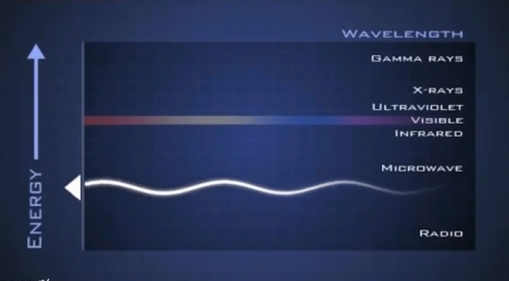 WAVELENGTH
GAMMA RAYS
X-RAYS
ULTRAVIOLET
VISIBLE
INFRARED
MICROWAVE
RADIO
ENERGY